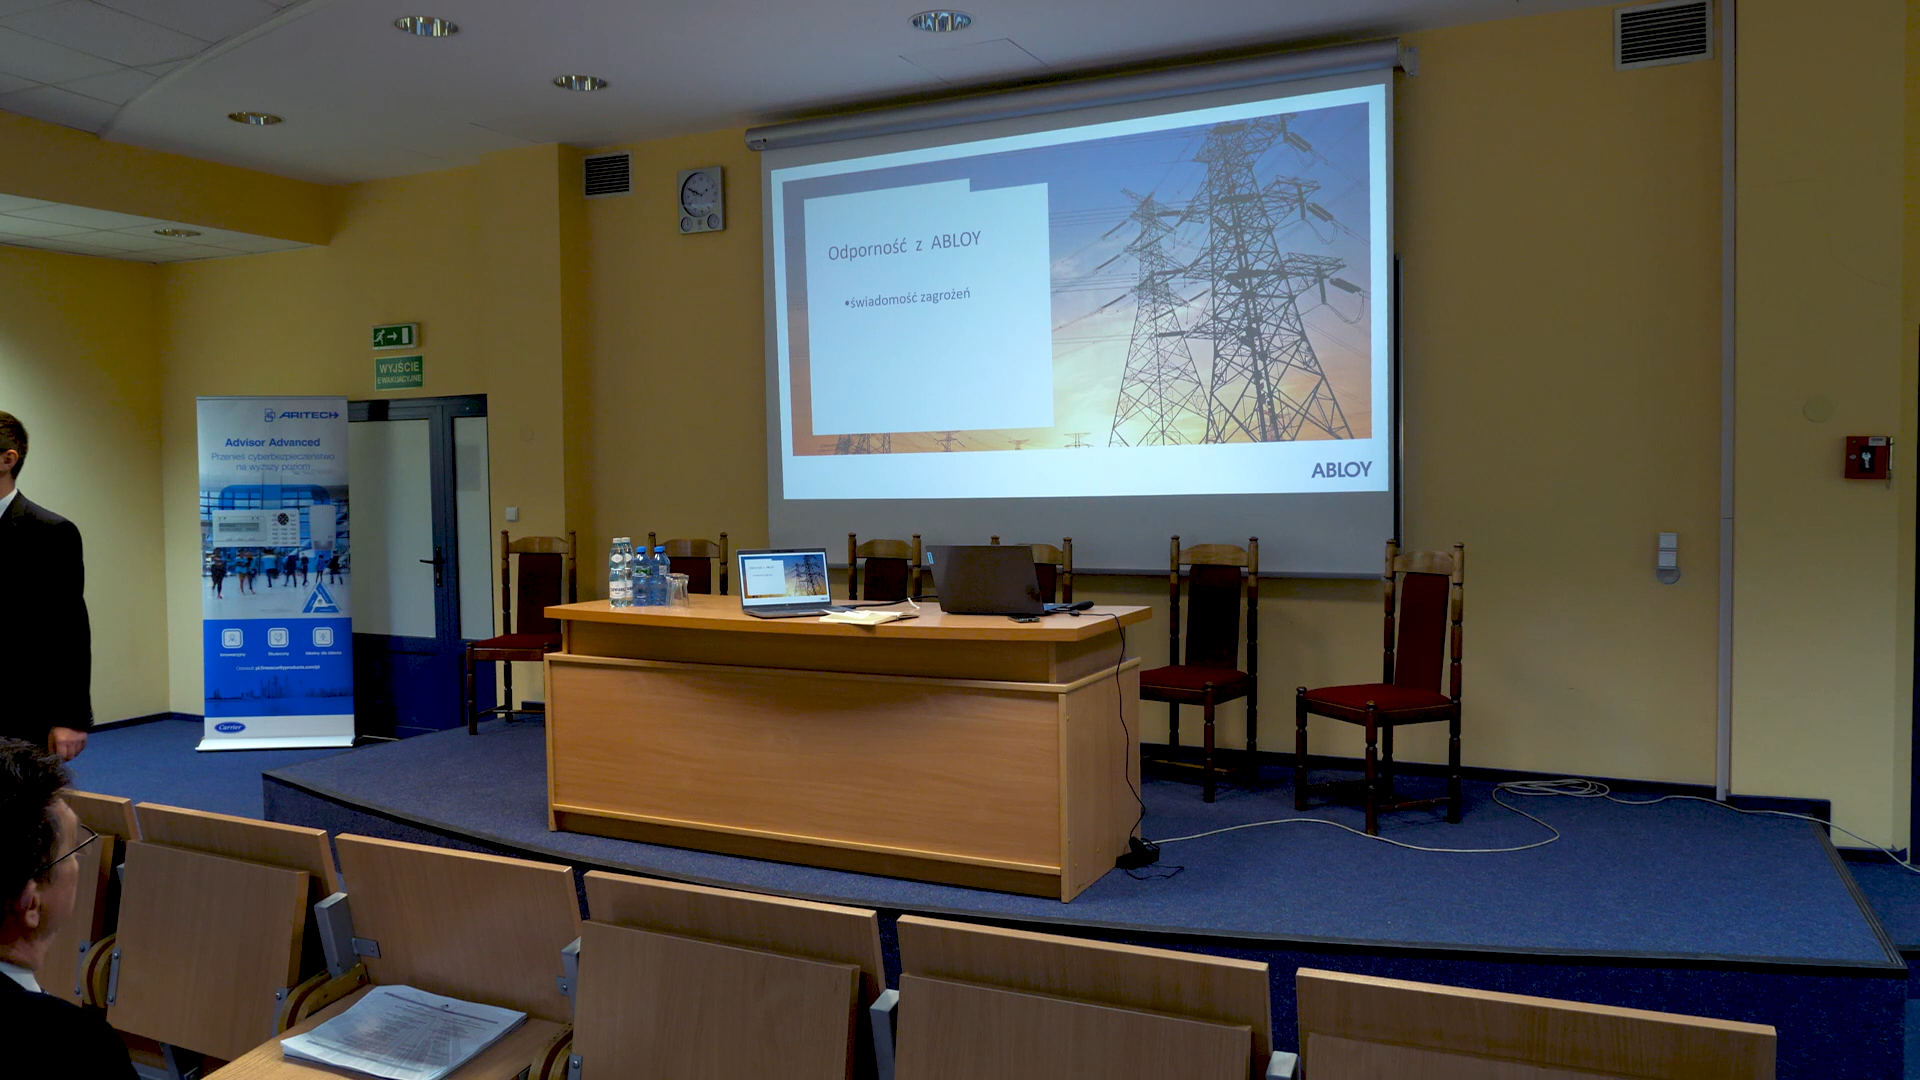 Odporność z ABLOY
•świadomość zagrożeń
ABLOY
WYJŚCIE
EWAKUACYJNE
ARITECH
Advisor Advanced
Przenieś cyberbezpieczeństwo
na wyższy poziom
Carrier